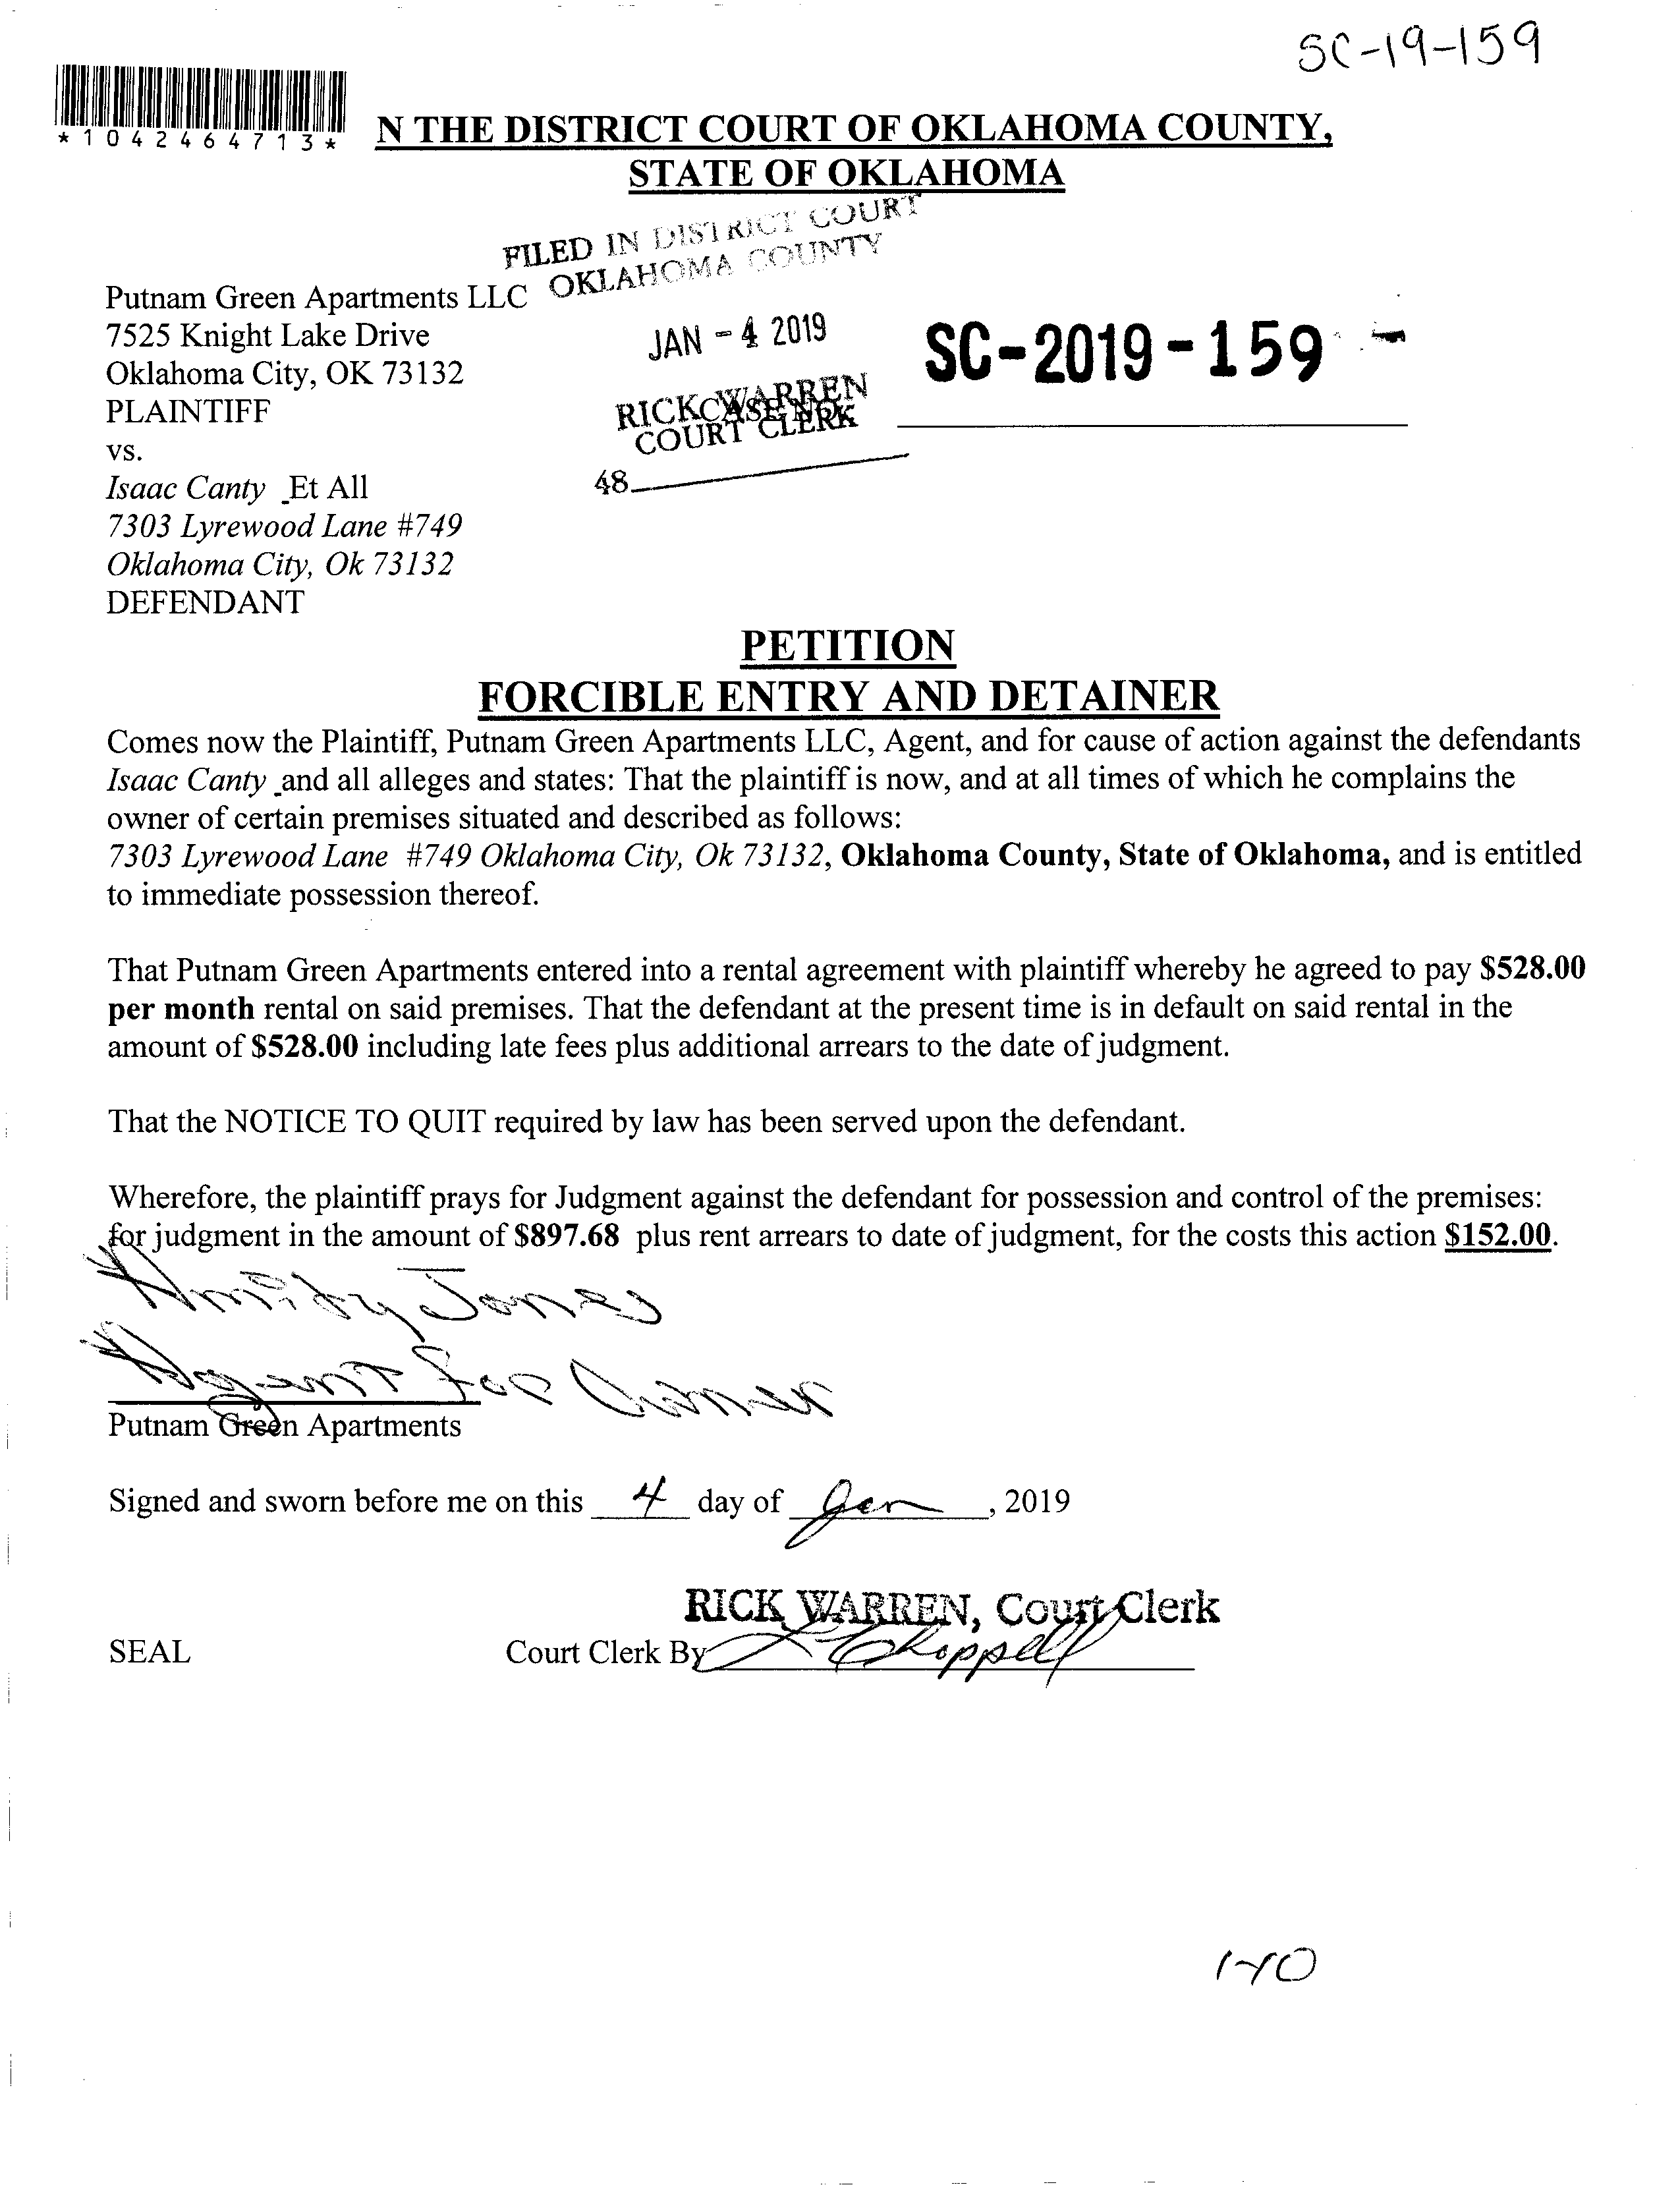 SC-19-159
*1042464713*
N THE DISTRICT COURT OF OKLAHOMA COUNTY,
STATE OF OKLAHOMA
FILED IN DISTRICT COURT
OKLAHOMA COUNTY
Putnam Green Apartments LLC
7525 Knight Lake Drive
JAN - 4 2019
SC-2019-159
Oklahoma City, OK 73132
PLAINTIFF
RICK WARREN
CASE NO.
COURT CLERK
vs.
48
Isaac Canty _Et All
7303 Lyrewood Lane #749
Oklahoma City, Ok 73132
DEFENDANT
PETITION
FORCIBLE ENTRY AND DETAINER
Comes now the Plaintiff, Putnam Green Apartments LLC, Agent, and for cause of action against the defendants
Isaac Canty _and all alleges and states: That the plaintiff is now, and at all times of which he complains the
owner of certain premises situated and described as follows:
7303 Lyrewood Lane #749 Oklahoma City, Ok 73132, Oklahoma County, State of Oklahoma, and is entitled
to immediate possession thereof.
That Putnam Green Apartments entered into a rental agreement with plaintiff whereby he agreed to pay $528.00
per month rental on said premises. That the defendant at the present time is in default on said rental in the
amount of $528.00 including late fees plus additional arrears to the date of judgment.
That the NOTICE TO QUIT required by law has been served upon the defendant.
Wherefore, the plaintiff prays for Judgment against the defendant for possession and control of the premises:
for judgment in the amount of $897.68 plus rent arrears to date of judgment, for the costs this action $152.00.
Amity Jones
Agent for Owner
Putnam Green Apartments
Signed and sworn before me on this 4 day of Jan, 2019
RICK WARREN, Court Clerk
SEAL Court Clerk By Chappell
1-10